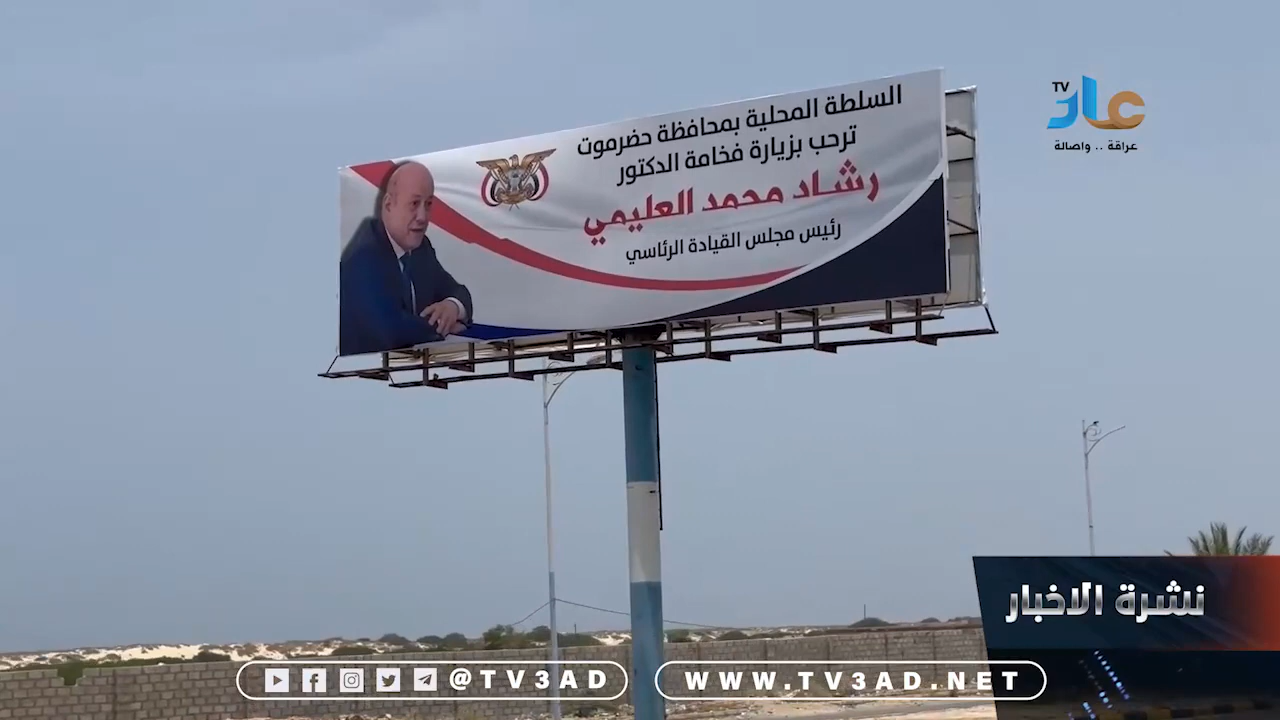 السلطة المحلية بمحافظة حضرموت
ترحب بزيارة فخامة الدكتور
رشاد محمد العليمي
رئيس مجلس القيادة الرئاسي
عاد TV
عراقة .. واصالة
نشرة الاخبار
@TV3AD
WWW.TV3AD.NET